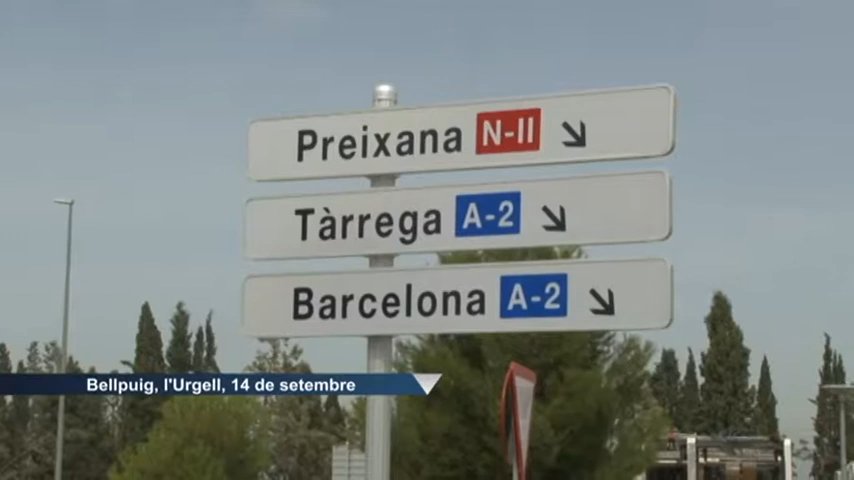 Preixana N-II
Tàrrega A-2
Barcelona A-2
Bellpuig, l'Urgell, 14 de setembre